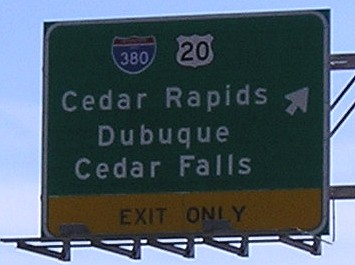 380 20
Cedar Rapids
Dubuque
Cedar Falls
EXIT ONLY